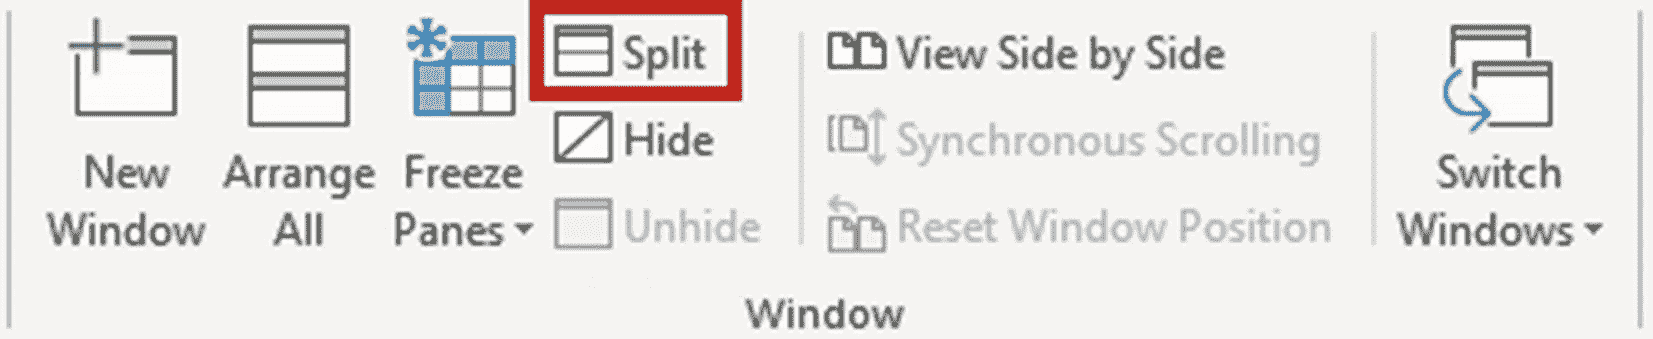 New
Window
Arrange
All
Freeze
Panes
Split
Hide
Unhide
View Side by Side
Synchronous Scrolling
Reset Window Position
Switch
Windows
Window